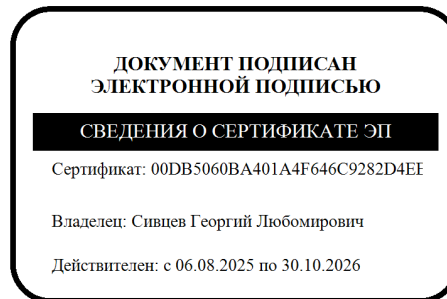 ДОКУМЕНТ ПОДПИСАН
ЭЛЕКТРОННОЙ ПОДПИСЬЮ
СВЕДЕНИЯ О СЕРТИФИКАТЕ ЭП
Сертификат: 00DB5060BA401A4F646C9282D4EE
Владелец: Сивцев Георгий Любомирович
Действителен: с 06.08.2025 по 30.10.2026